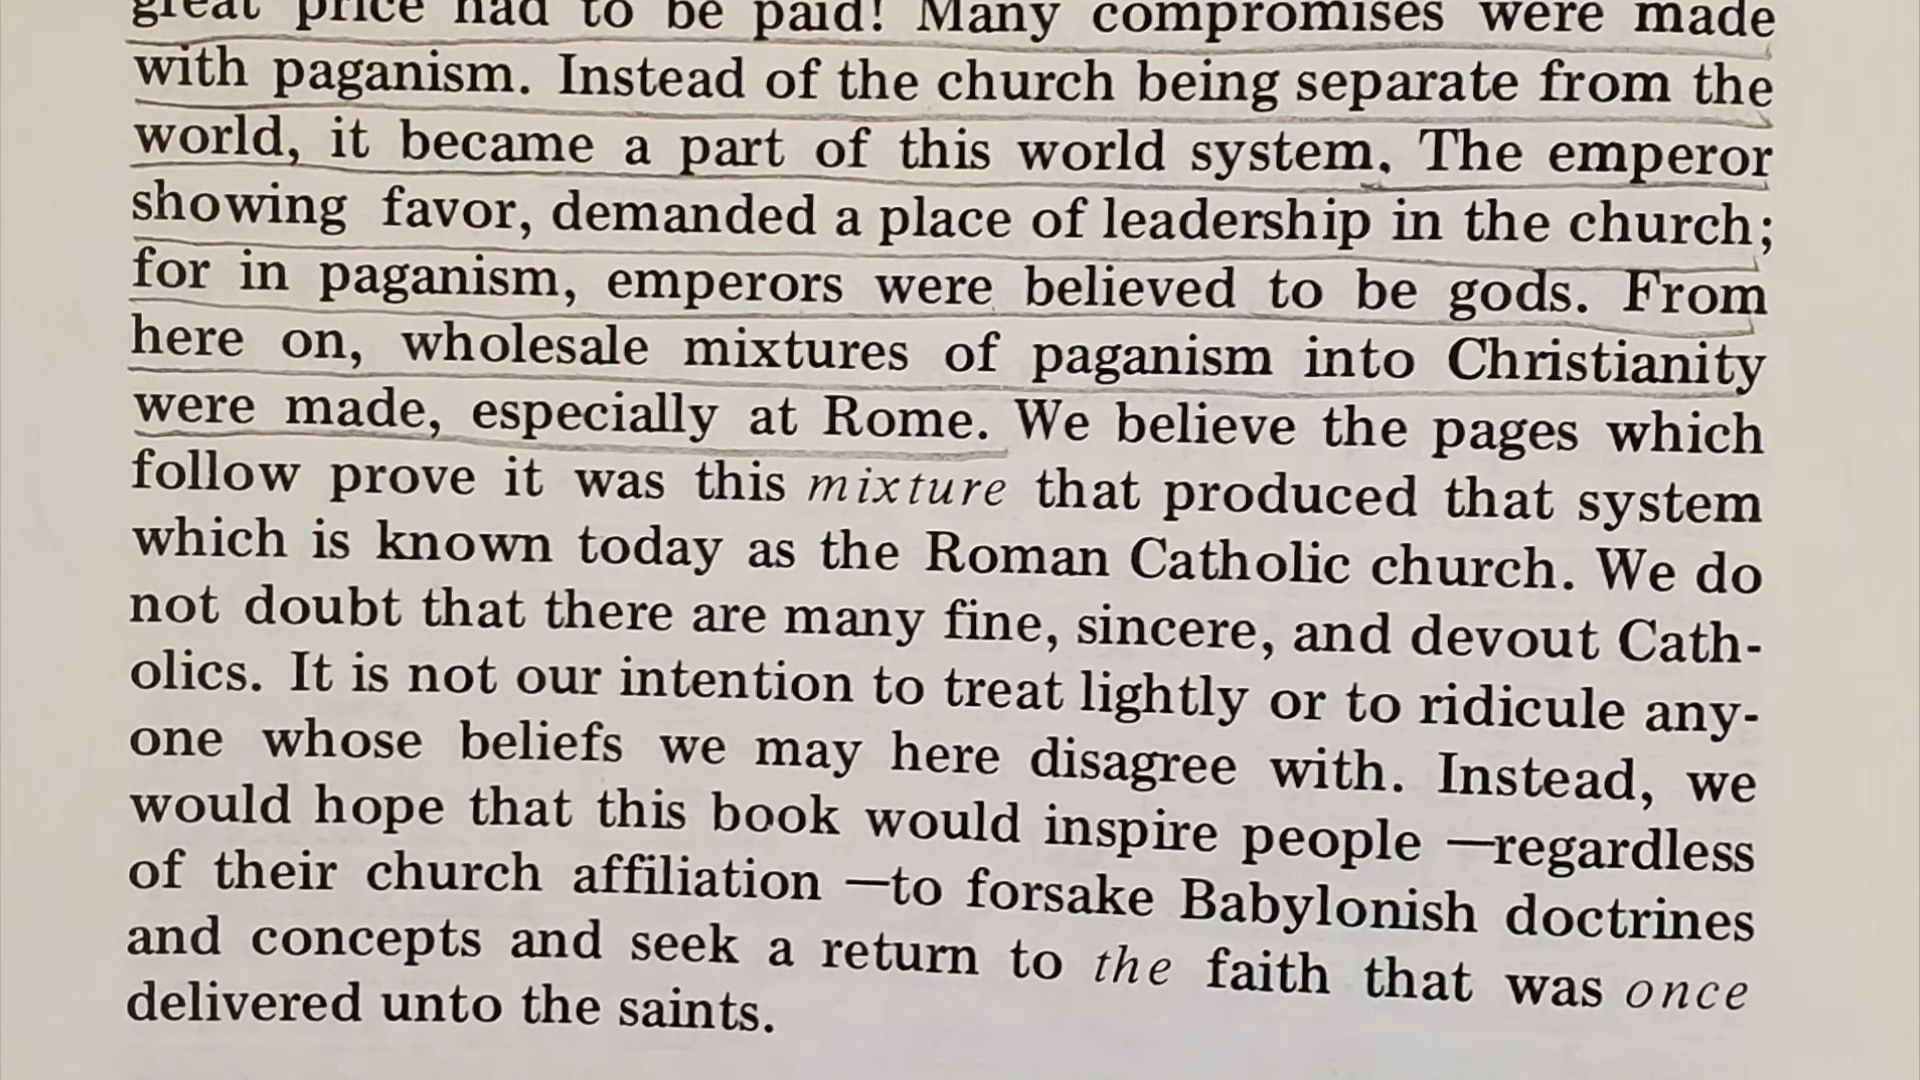 great price had to be paid! Many compromises were made
with paganism. Instead of the church being separate from the
world, it became a part of this world system. The emperor
showing favor, demanded a place of leadership in the church;
for in paganism, emperors were believed to be gods. From
here on, wholesale mixtures of paganism into Christianity
were made, especially at Rome. We believe the pages which
follow prove it was this mixture that produced that system
which is known today as the Roman Catholic church. We do
not doubt that there are many fine, sincere, and devout Cath-
olics. It is not our intention to treat lightly or to ridicule any-
one whose beliefs we may here disagree with. Instead, we
would hope that this book would inspire people —regardless
of their church affiliation —to forsake Babylonish doctrines
and concepts and seek a return to the faith that was once
delivered unto the saints.